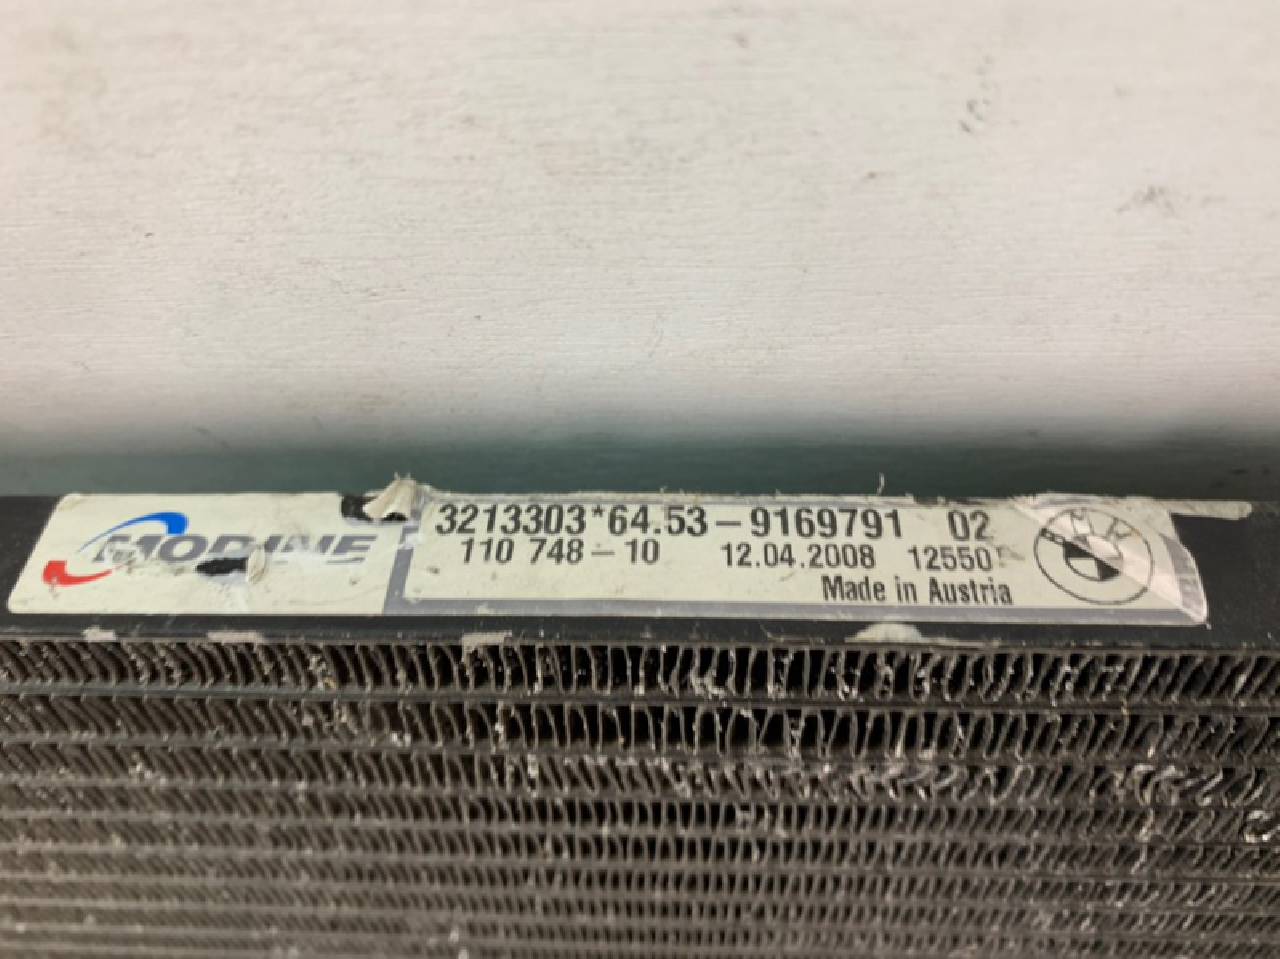 MODINE
3213303*64.53-9169791 02
110 748-10 12.04.2008 12550
Made in Austria